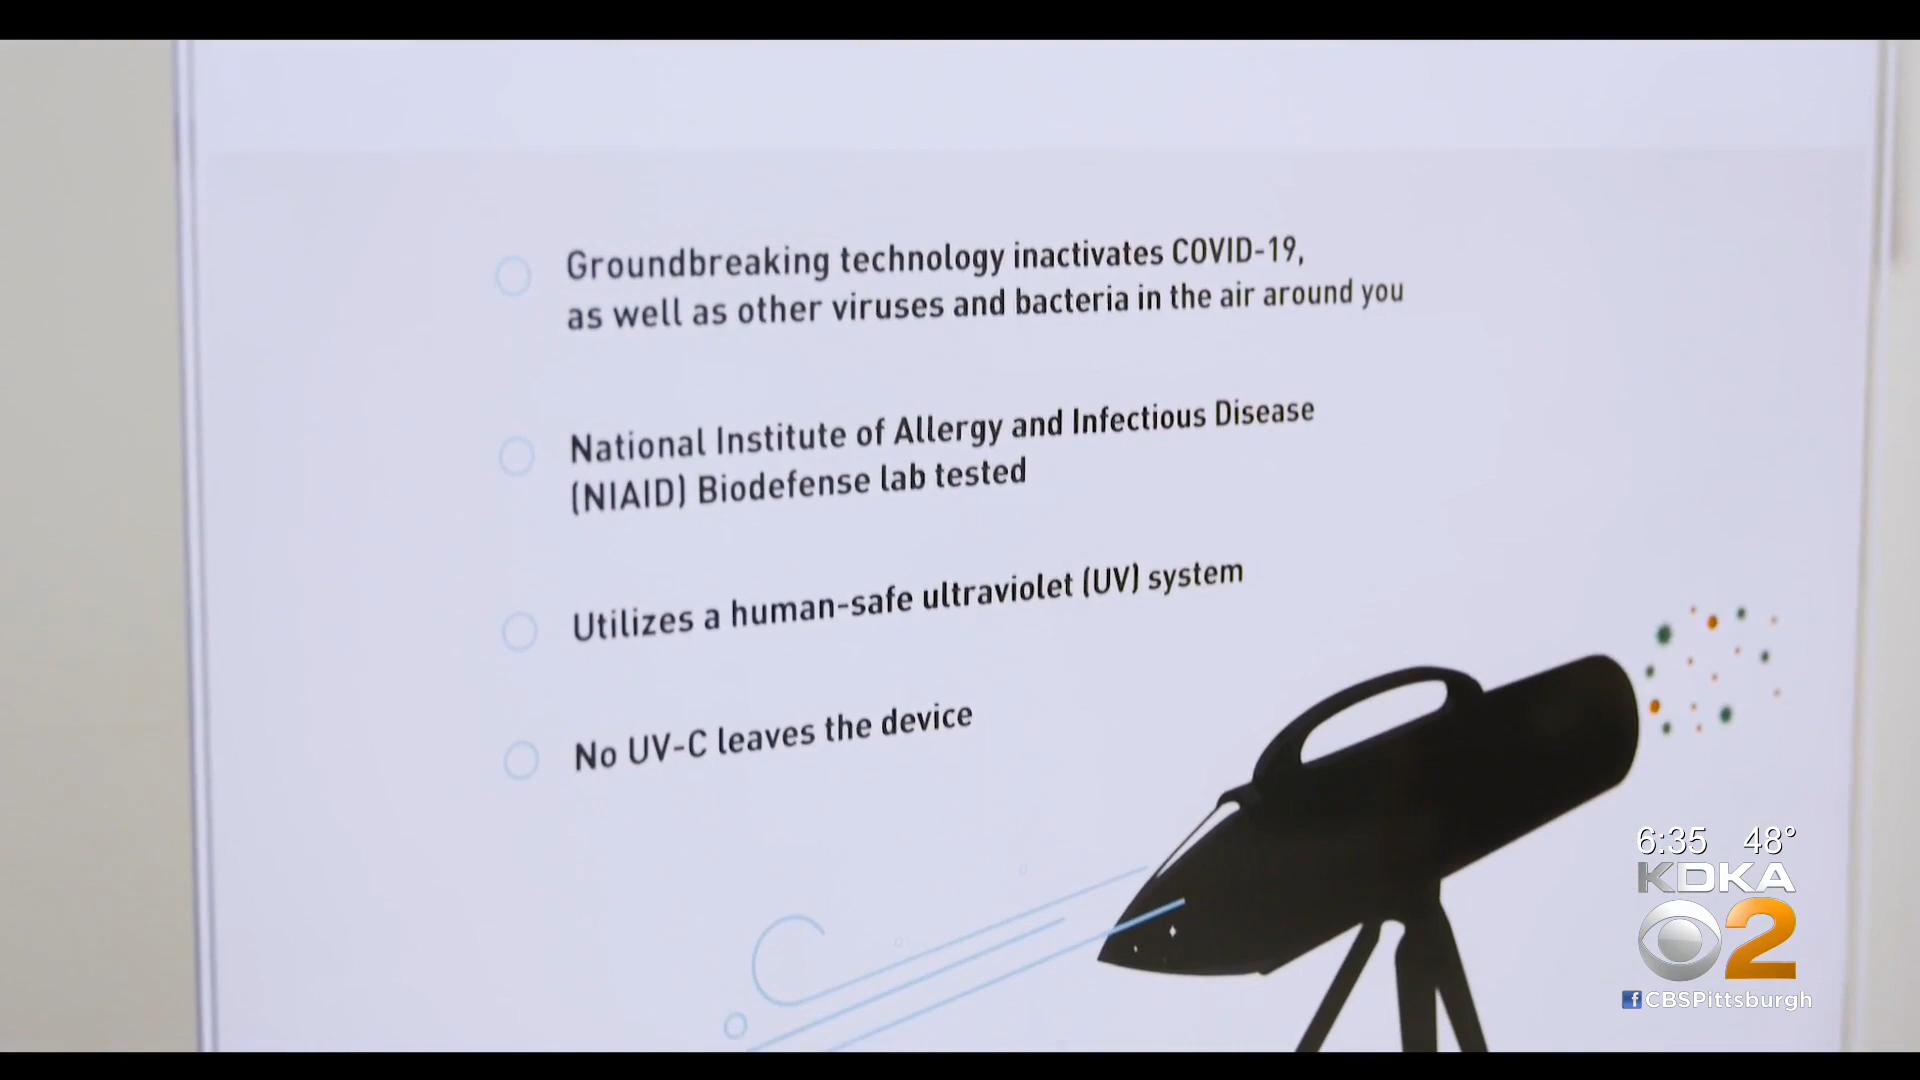 Groundbreaking technology inactivates COVID-19,
as well as other viruses and bacteria in the air around you
National Institute of Allergy and Infectious Disease
(NIAID) Biodefense lab tested
Utilizes a human-safe ultraviolet (UV) system
No UV-C leaves the device
6:35 48°
KDKA
2
f CBSPittsburgh